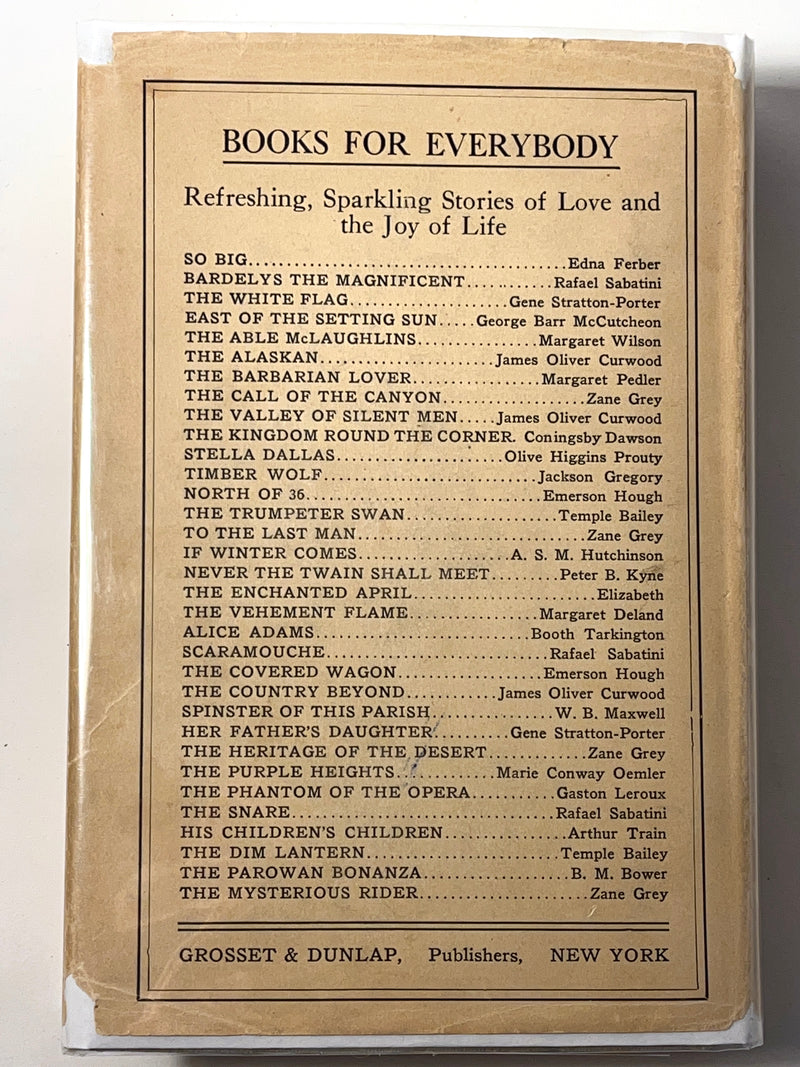 BOOKS FOR EVERYBODY
Refreshing, Sparkling Stories of Love and
the Joy of Life
SO BIG..........................................Edna Ferber
BARDELYS THE MAGNIFICENT...........Rafael Sabatini
THE WHITE FLAG.....................Gene Stratton-Porter
EAST OF THE SETTING SUN.....George Barr McCutcheon
THE ABLE McLAUGHLINS................Margaret Wilson
THE ALASKAN.......................James Oliver Curwood
THE BARBARIAN LOVER.................Margaret Pedler
THE CALL OF THE CANYON...................Zane Grey
THE VALLEY OF SILENT MEN.....James Oliver Curwood
THE KINGDOM ROUND THE CORNER. Coningsby Dawson
STELLA DALLAS......................Olive Higgins Prouty
TIMBER WOLF............................Jackson Gregory
NORTH OF 36...............................Emerson Hough
THE TRUMPETER SWAN....................Temple Bailey
TO THE LAST MAN..............................Zane Grey
IF WINTER COMES....................A. S. M. Hutchinson
NEVER THE TWAIN SHALL MEET.........Peter B. Kyne
THE ENCHANTED APRIL........................Elizabeth
THE VEHEMENT FLAME.................Margaret Deland
ALICE ADAMS............................Booth Tarkington
SCARAMOUCHE.............................Rafael Sabatini
THE COVERED WAGON...................Emerson Hough
THE COUNTRY BEYOND............James Oliver Curwood
SPINSTER OF THIS PARISH................W. B. Maxwell
HER FATHER'S DAUGHTER..........Gene Stratton-Porter
THE HERITAGE OF THE DESERT.............Zane Grey
THE PURPLE HEIGHTS.............Marie Conway Oemler
THE PHANTOM OF THE OPERA...........Gaston Leroux
THE SNARE..................................Rafael Sabatini
HIS CHILDREN'S CHILDREN................Arthur Train
THE DIM LANTERN.........................Temple Bailey
THE PAROWAN BONANZA...................B. M. Bower
THE MYSTERIOUS RIDER.......................Zane Grey
GROSSET & DUNLAP, Publishers, NEW YORK